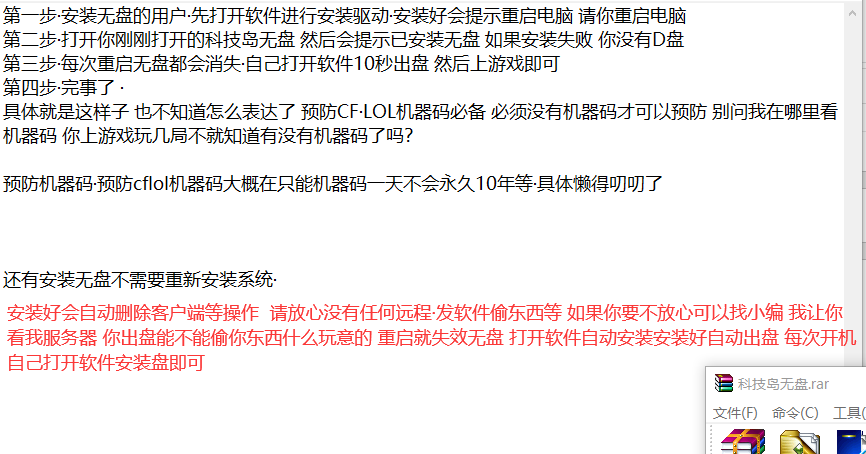 第一步·安装无盘的用户·先打开软件进行安装驱动·安装好会提示重启电脑 请你重启电脑
第二步·打开你刚刚打开的科技岛无盘 然后会提示已安装无盘 如果安装失败 你没有D盘
第三步·每次重启无盘都会消失·自己打开软件10秒出盘 然后上游戏即可
第四步·完事了 ·
具体就是这样子 也不知道怎么表达了 预防CF·LOL机器码必备 必须没有机器码才可以预防 别问我在哪里看
机器码 你上游戏玩几局不就知道有没有机器码了吗?
预防机器码·预防cflol机器码大概在只能机器码一天不会永久10年等·具体懒得叨叨了
还有安装无盘不需要重新安装系统·
安装好会自动删除客户端等操作 请放心没有任何远程·发软件偷东西等 如果你要不放心可以找小编 我让你
看我服务器 你出盘能不能偷你东西什么玩意的 重启就失效无盘 打开软件自动安装安装好自动出盘 每次开机
自己打开软件安装盘即可
科技岛无盘.rar
文件(F) 命令(C) 工具(